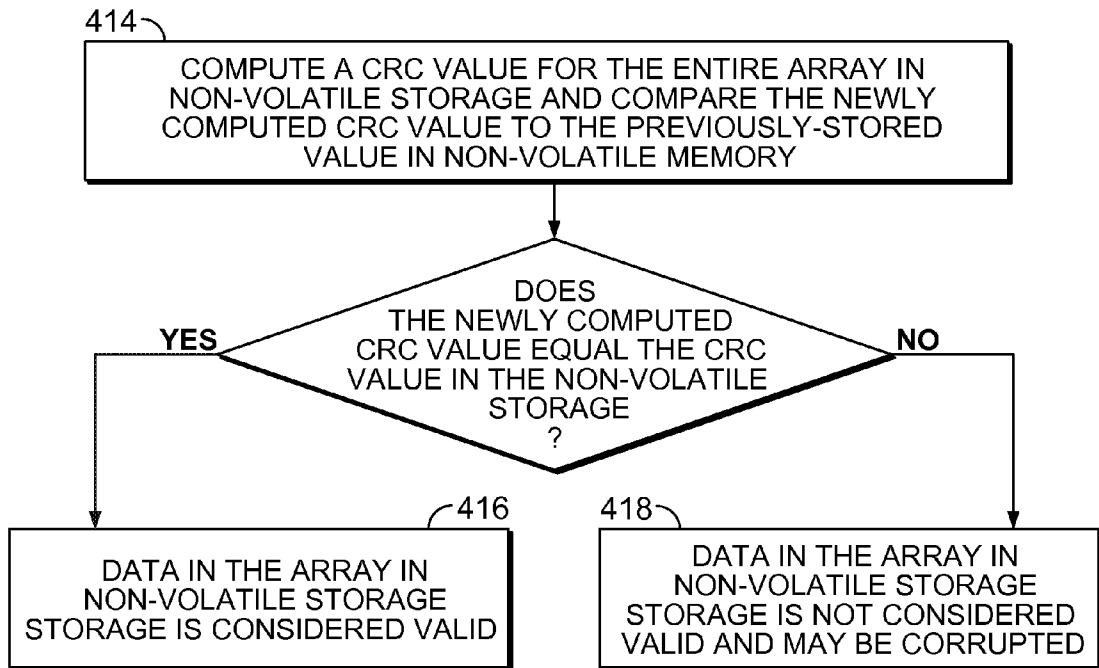 414
COMPUTE A CRC VALUE FOR THE ENTIRE ARRAY IN
NON-VOLATILE STORAGE AND COMPARE THE NEWLY
COMPUTED CRC VALUE TO THE PREVIOUSLY-STORED
VALUE IN NON-VOLATILE MEMORY
DOES
THE NEWLY COMPUTED
CRC VALUE EQUAL THE CRC
VALUE IN THE NON-VOLATILE
STORAGE
?
YES
NO
416
DATA IN THE ARRAY IN
NON-VOLATILE STORAGE
STORAGE IS CONSIDERED VALID
418
DATA IN THE ARRAY IN
NON-VOLATILE STORAGE
STORAGE IS NOT CONSIDERED
VALID AND MAY BE CORRUPTED